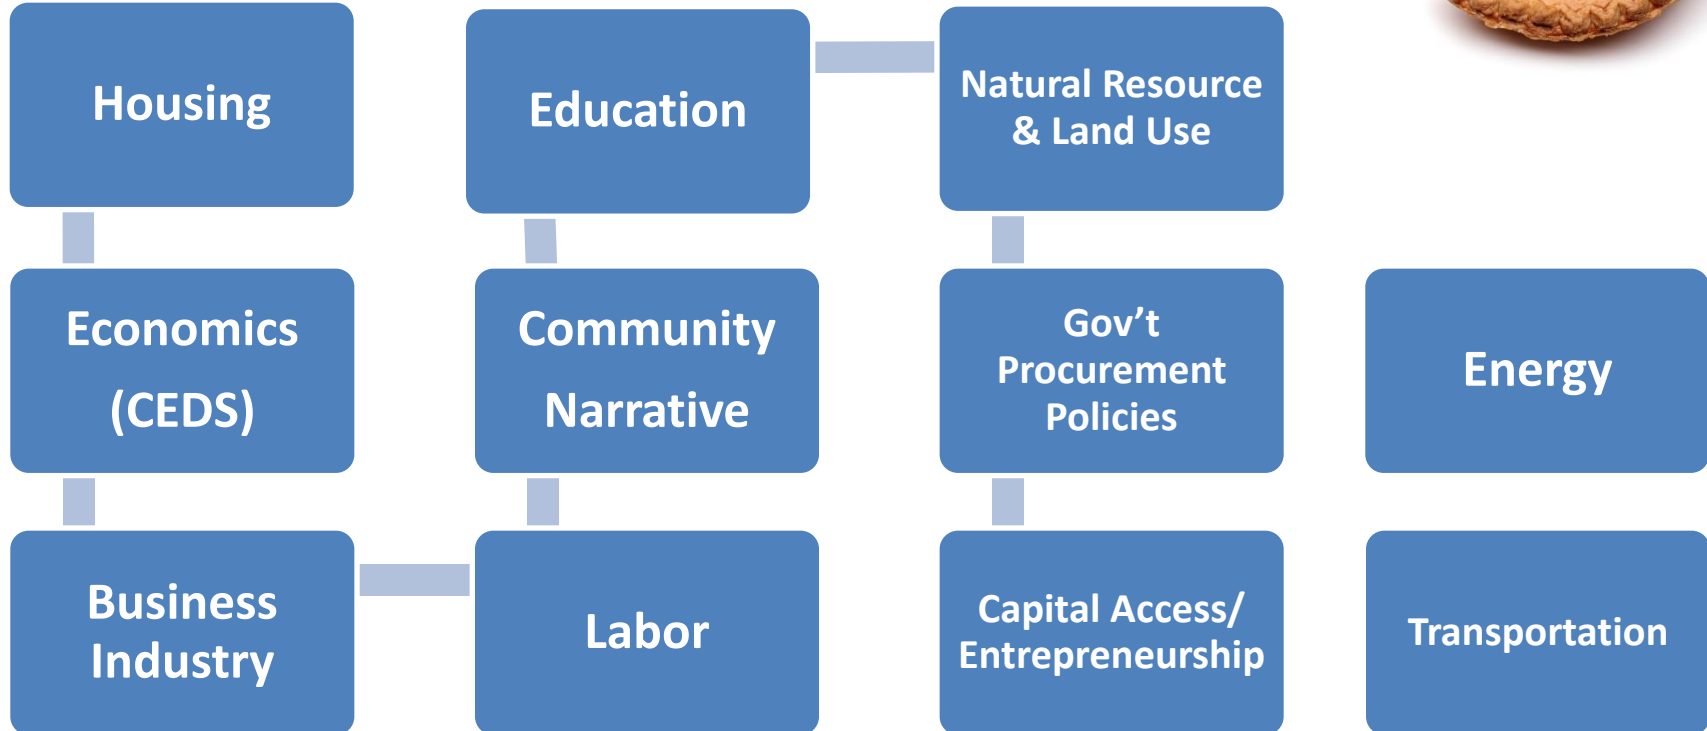 Housing
Education
Natural Resource
& Land Use
Economics
(CEDS)
Community
Narrative
Gov’t
Procurement
Policies
Energy
Business
Industry
Labor
Capital Access/
Entrepreneurship
Transportation